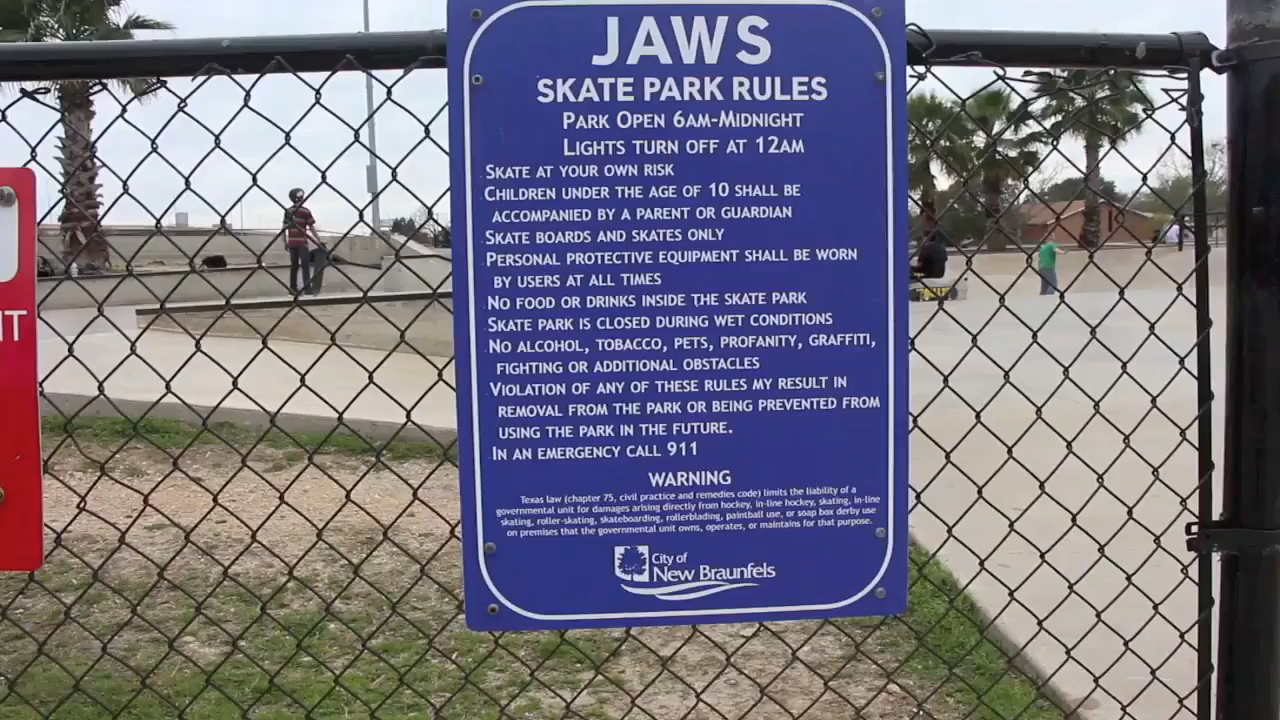 JAWS
SKATE PARK RULES
PARK OPEN 6AM-MIDNIGHT
LIGHTS TURN OFF AT 12AM
SKATE AT YOUR OWN RISK
CHILDREN UNDER THE AGE OF 10 SHALL BE
ACCOMPANIED BY A PARENT OR GUARDIAN
SKATE BOARDS AND SKATES ONLY
PERSONAL PROTECTIVE EQUIPMENT SHALL BE WORN
BY USERS AT ALL TIMES
NO FOOD OR DRINKS INSIDE THE SKATE PARK
SKATE PARK IS CLOSED DURING WET CONDITIONS
NO ALCOHOL, TOBACCO, PETS, PROFANITY, GRAFFITI,
FIGHTING OR ADDITIONAL OBSTACLES
VIOLATION OF ANY OF THESE RULES MY RESULT IN
REMOVAL FROM THE PARK OR BEING PREVENTED FROM
USING THE PARK IN THE FUTURE.
IN AN EMERGENCY CALL 911
WARNING
Texas law (chapter 75, civil practice and remedies code) limits the liability of a
governmental unit for damages arising directly from hockey, in-line hockey, skating, in-line
skating, roller-skating, skateboarding, rollerblading, paintball use, or soap box derby use
on premises that the governmental unit owns, operates, or maintains for that purpose.
City of
New Braunfels
IT